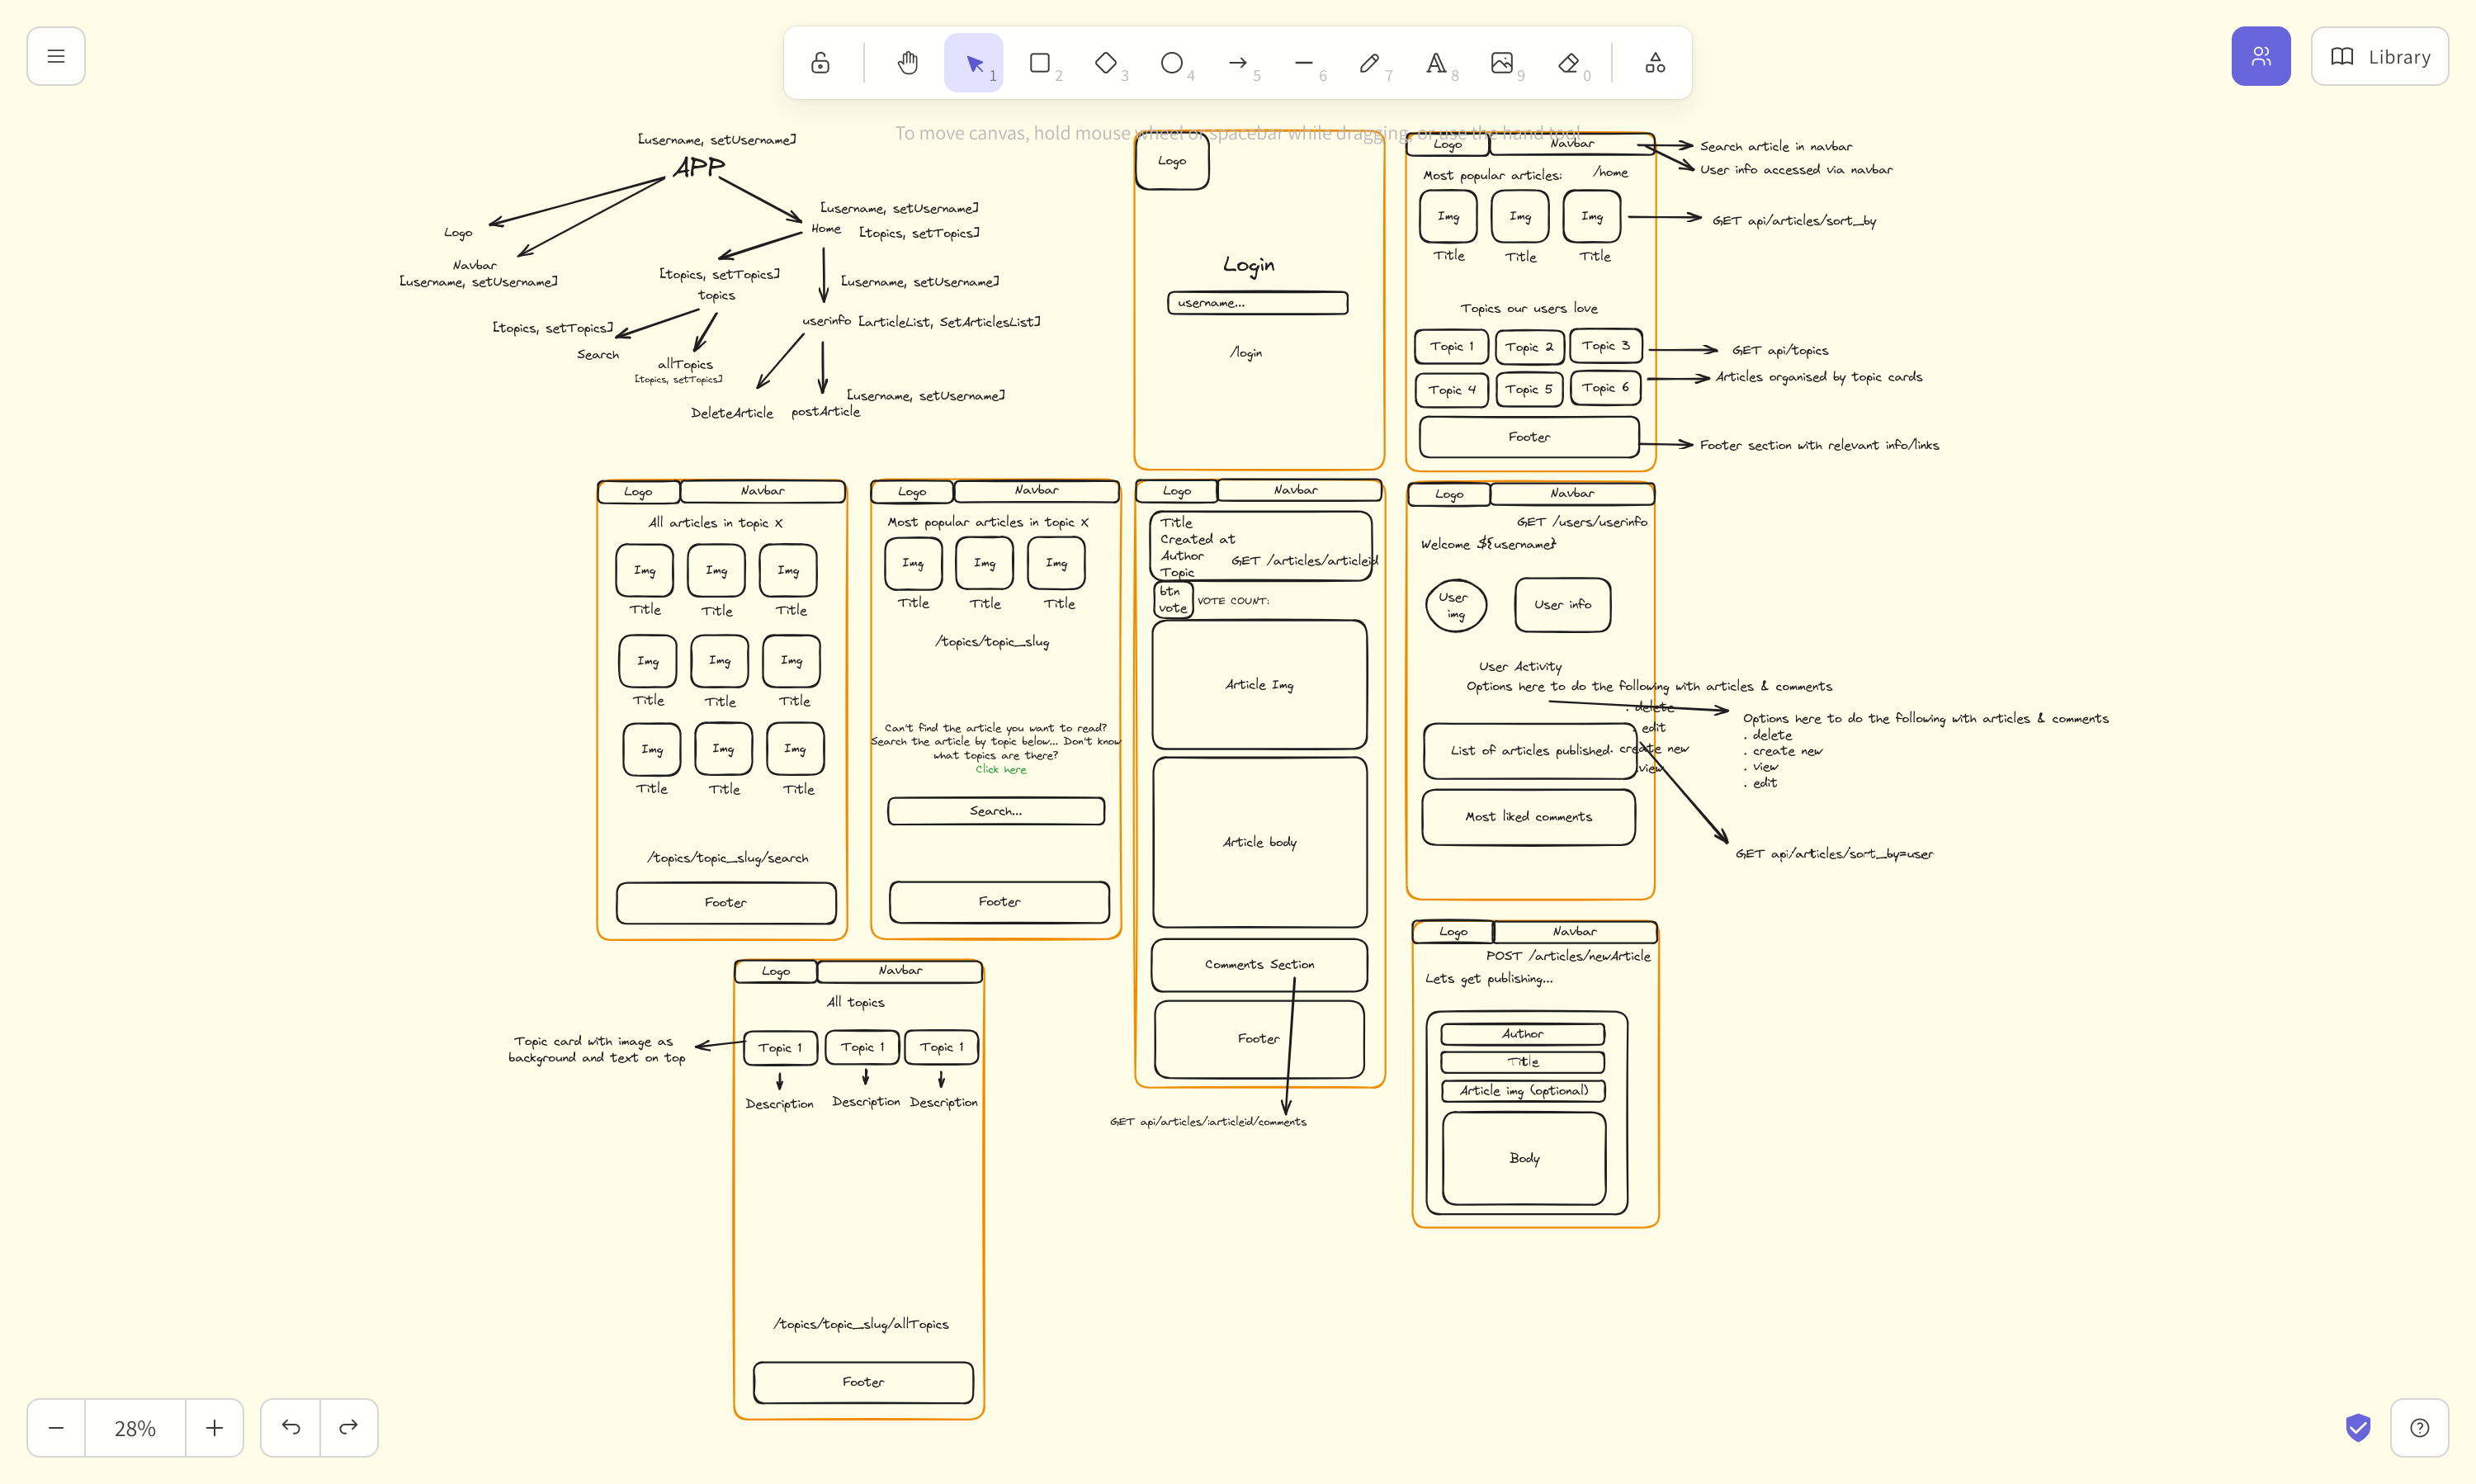 1
2
3
4
5
6
7
8
9
0
Library
To move canvas, hold mouse wheel or spacebar while dragging, or use the hand tool
[username, setUsername]
APP
Logo
Navbar
[username, setUsername]
[username, setUsername]
Home
[topics, setTopics]
[topics, setTopics]
topics
[username, setUsername]
userinfo
[articleList, SetArticlesList]
[topics, setTopics]
Search
allTopics
[topics, setTopics]
DeleteArticle
postArticle
[username, setUsername]
Logo
Login
username...
/login
Logo
Navbar
Search article in navbar
User info accessed via navbar
Most popular articles:
/home
Img
Img
Img
GET api/articles/sort_by
Title
Title
Title
Topics our users love
Topic 1
Topic 2
Topic 3
GET api/topics
Topic 4
Topic 5
Topic 6
Articles organised by topic cards
Footer
Footer section with relevant info/links
Logo
Navbar
All articles in topic X
Img
Img
Img
Title
Title
Title
Img
Img
Img
Title
Title
Title
Img
Img
Img
Title
Title
Title
/topics/topic_slug/search
Footer
Logo
Navbar
Most popular articles in topic X
Img
Img
Img
Title
Title
Title
/topics/topic_slug
Can't find the article you want to read?
Search the article by topic below... Don't know
what topics are there?
Click here
Search...
Footer
Logo
Navbar
Title
Created at
Author
GET /articles/articleid
Topic
btn
vote
VOTE COUNT:
Article Img
Article body
Comments Section
Footer
GET api/articles/:articleid/comments
Logo
Navbar
GET /users/userinfo
Welcome ${username}
User
img
User info
User Activity
Options here to do the following with articles & comments
. delete
. edit
. create new
. view
List of articles published
Most liked comments
Options here to do the following with articles & comments
. delete
. create new
. view
. edit
GET api/articles/sort_by=user
Logo
Navbar
POST /articles/newArticle
Lets get publishing...
Author
Title
Article img (optional)
Body
Logo
Navbar
All topics
Topic card with image as
background and text on top
Topic 1
Topic 1
Topic 1
Description
Description
Description
/topics/topic_slug/allTopics
Footer
28%